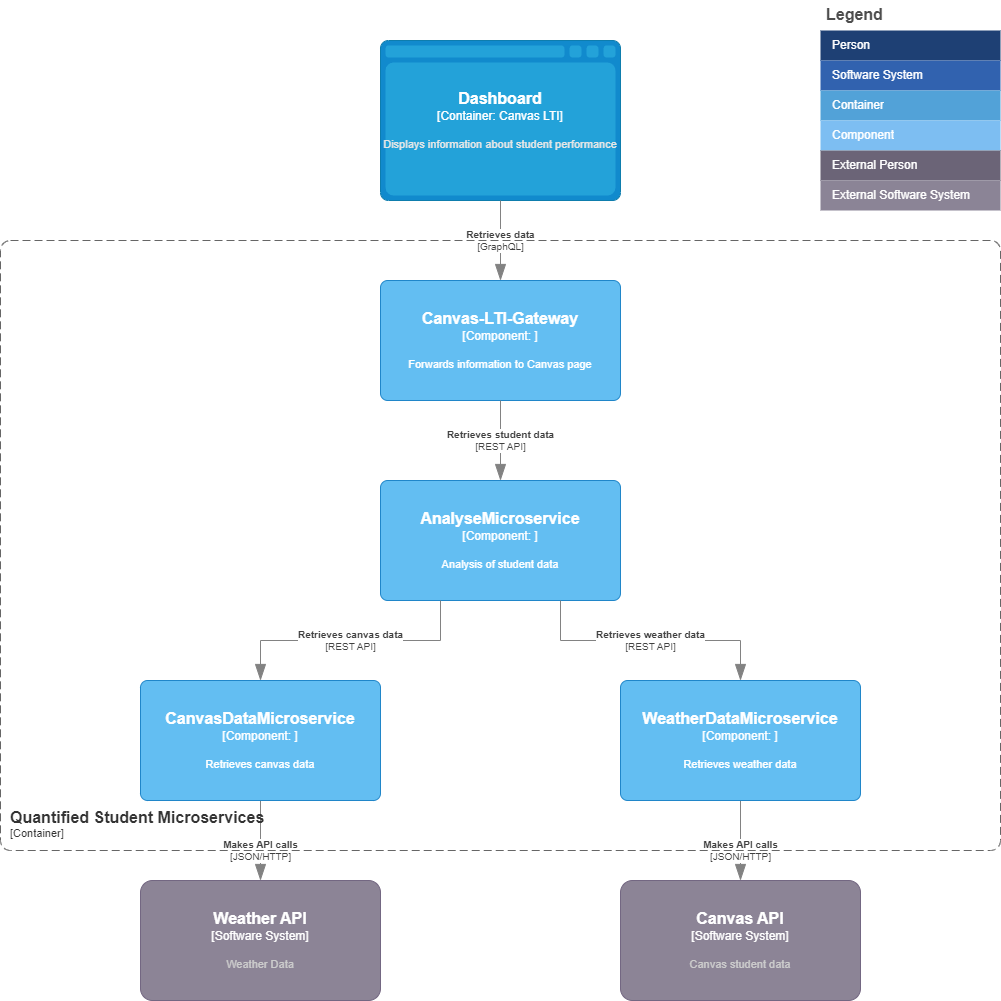 Legend
Person
Software System
Container
Component
External Person
External Software System
Dashboard
[Container: Canvas LTI]
Displays information about student performance
Retrieves data
[GraphQL]
Canvas-LTI-Gateway
[Component: ]
Forwards information to Canvas page
Retrieves student data
[REST API]
AnalyseMicroservice
[Component: ]
Analysis of student data
Retrieves canvas data
[REST API]
Retrieves weather data
[REST API]
CanvasDataMicroservice
[Component: ]
Retrieves canvas data
WeatherDataMicroservice
[Component: ]
Retrieves weather data
Quantified Student Microservices
[Container]
Makes API calls
[JSON/HTTP]
Makes API calls
[JSON/HTTP]
Weather API
[Software System]
Weather Data
Canvas API
[Software System]
Canvas student data